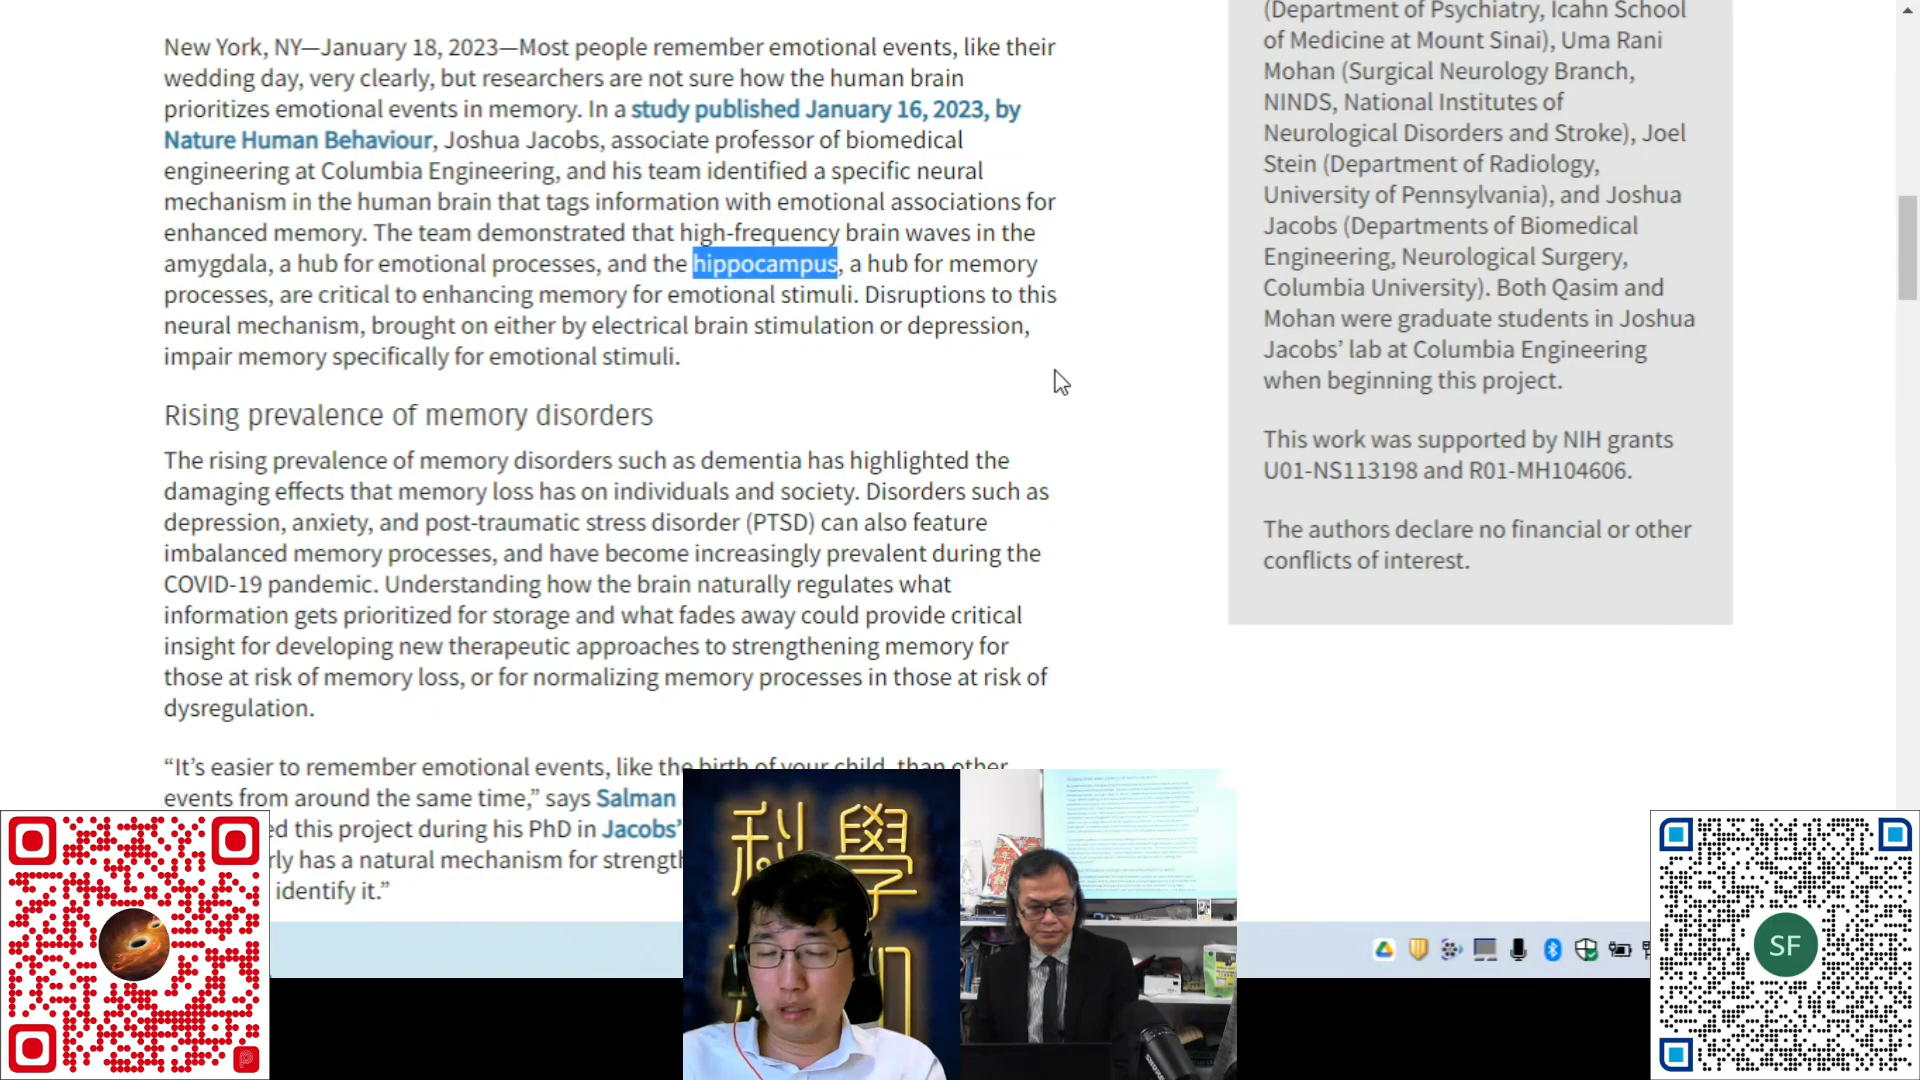 New York, NY—January 18, 2023—Most people remember emotional events, like their
wedding day, very clearly, but researchers are not sure how the human brain
prioritizes emotional events in memory. In a study published January 16, 2023, by
Nature Human Behaviour, Joshua Jacobs, associate professor of biomedical
engineering at Columbia Engineering, and his team identified a specific neural
mechanism in the human brain that tags information with emotional associations for
enhanced memory. The team demonstrated that high-frequency brain waves in the
amygdala, a hub for emotional processes, and the hippocampus, a hub for memory
processes, are critical to enhancing memory for emotional stimuli. Disruptions to this
neural mechanism, brought on either by electrical brain stimulation or depression,
impair memory specifically for emotional stimuli.
Rising prevalence of memory disorders
The rising prevalence of memory disorders such as dementia has highlighted the
damaging effects that memory loss has on individuals and society. Disorders such as
depression, anxiety, and post-traumatic stress disorder (PTSD) can also feature
imbalanced memory processes, and have become increasingly prevalent during the
COVID-19 pandemic. Understanding how the brain naturally regulates what
information gets prioritized for storage and what fades away could provide critical
insight for developing new therapeutic approaches to strengthening memory for
those at risk of memory loss, or for normalizing memory processes in those at risk of
dysregulation.
“It’s easier to remember emotional events, like the birth of your child, than other
events from around the same time,” says Salman
ed this project during his PhD in Jacobs’
rly has a natural mechanism for strength
identify it.”
(Department of Psychiatry, Icahn School
of Medicine at Mount Sinai), Uma Rani
Mohan (Surgical Neurology Branch,
NINDS, National Institutes of
Neurological Disorders and Stroke), Joel
Stein (Department of Radiology,
University of Pennsylvania), and Joshua
Jacobs (Departments of Biomedical
Engineering, Neurological Surgery,
Columbia University). Both Qasim and
Mohan were graduate students in Joshua
Jacobs’ lab at Columbia Engineering
when beginning this project.
This work was supported by NIH grants
U01-NS113198 and R01-MH104606.
The authors declare no financial or other
conflicts of interest.
科學
SF
SHURE